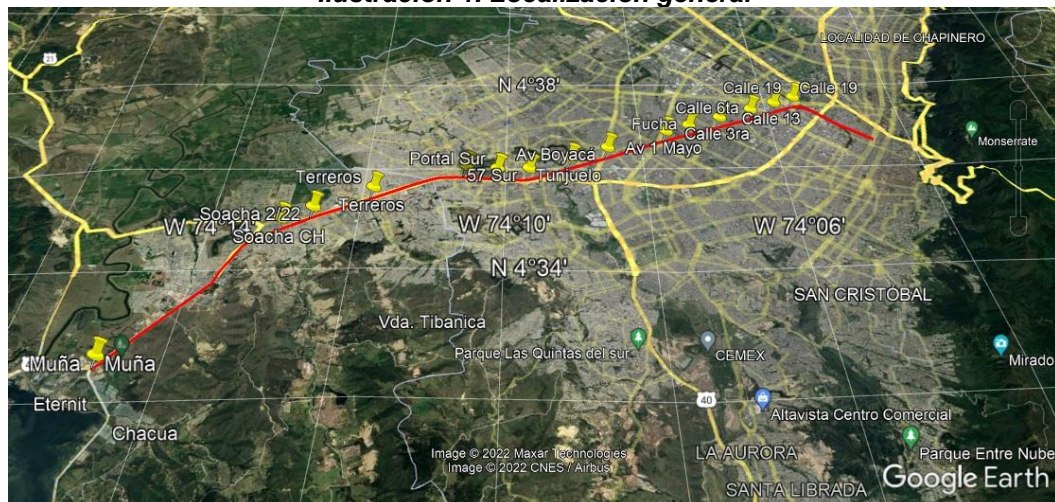 Ilustración 1. Localización general
LOCALIDAD DE CHAPINERO
21
N 4°38'
Calle 19
Calle 19
Calle 6ta
Calle 13
Fucha
Calle 3ra
Monserrate
Portal Sur
Av Boyacá
Av 1 Mayo
57 Sur
Tunjuelo
Terreros
Terreros
Soacha 2 22
W 74°14'
W 74°10'
W 74°06'
Soacha CH
N 4°34'
SAN CRISTÓBAL
Vda. Tibanica
Parque Las Quintas del sur
CEMEX
Mirado
Muña
Muña
Eternit
40
Altavista Centro Comercial
Chacua
Image © 2022 Maxar Technologies
Image © 2022 CNES / Airbus
LA AURORA
Parque Entre Nube
Google Earth
SANTA LIBRADA